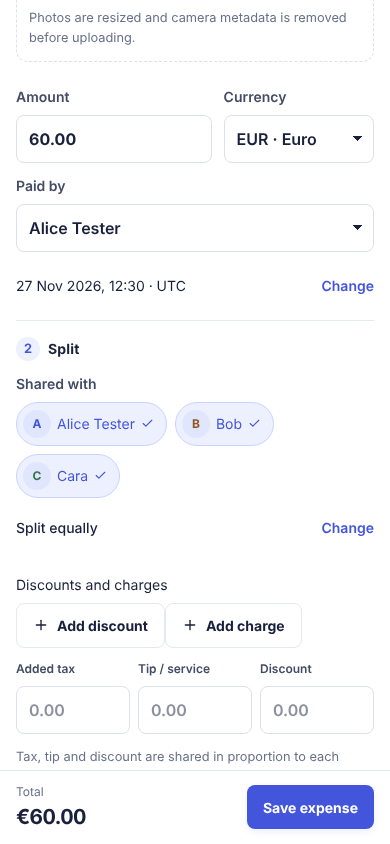 Photos are resized and camera metadata is removed
before uploading.
Amount
Currency
60.00
EUR · Euro
Paid by
Alice Tester
27 Nov 2026, 12:30 · UTC
Change
2
Split
Shared with
A Alice Tester
B Bob
C Cara
Split equally
Change
Discounts and charges
+ Add discount
+ Add charge
Added tax
Tip / service
Discount
0.00
0.00
0.00
Tax, tip and discount are shared in proportion to each
Total
€60.00
Save expense